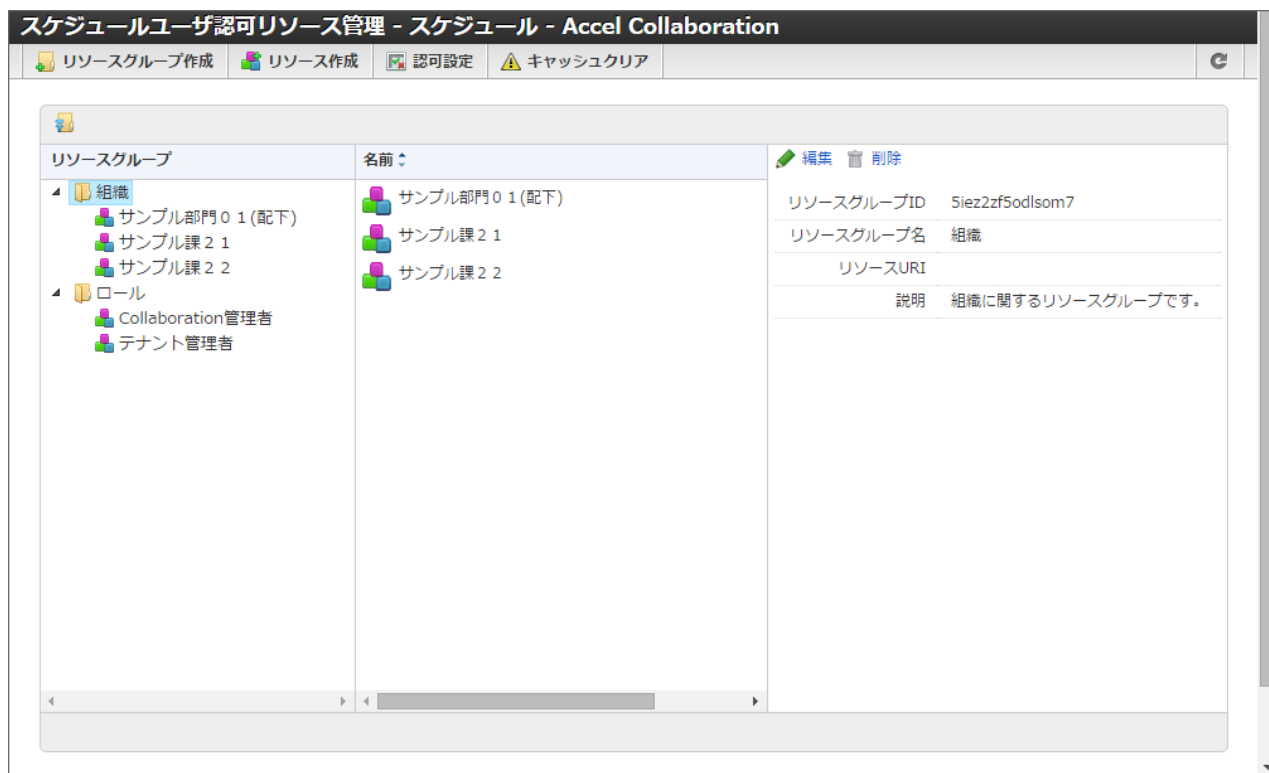 スケジュールユーザ認可リソース管理 - スケジュール - Accel Collaboration
リソースグループ作成 リソース作成 認可設定 キャッシュクリア
リソースグループ
組織
サンプル部門０１(配下)
サンプル課２１
サンプル課２２
ロール
Collaboration管理者
テナント管理者
名前
サンプル部門０１(配下)
サンプル課２１
サンプル課２２
編集 削除
リソースグループID 5iez2zf5odlsom7
リソースグループ名 組織
リソースURI
説明 組織に関するリソースグループです。